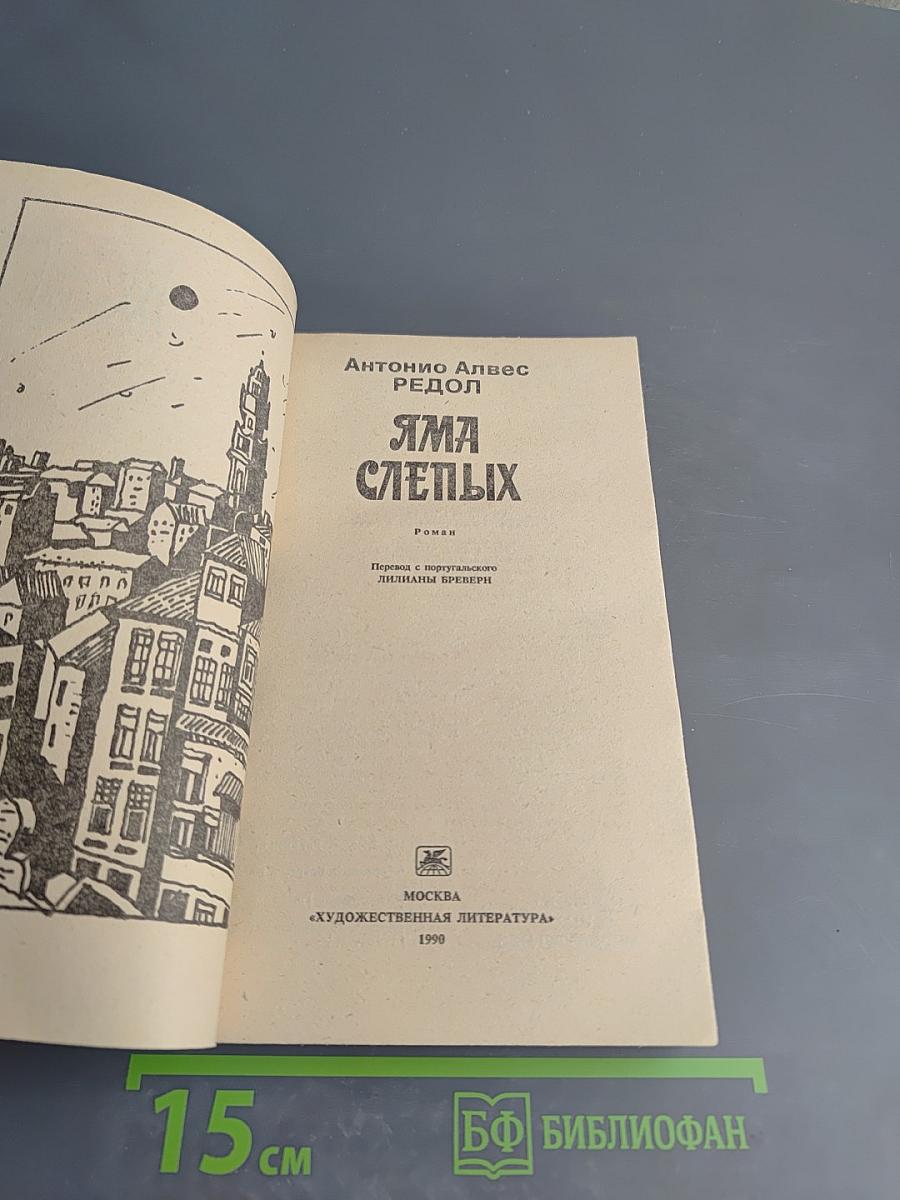 Антонио Алвес
РЕДОЛ
ЯМА
СЛЕПЫХ
Роман
Перевод с португальского
ЛИЛИАНЫ БРЕВЕРН
МОСКВА
«ХУДОЖЕСТВЕННАЯ ЛИТЕРАТУРА»
1990
15 см
БФ БИБЛИОФАН